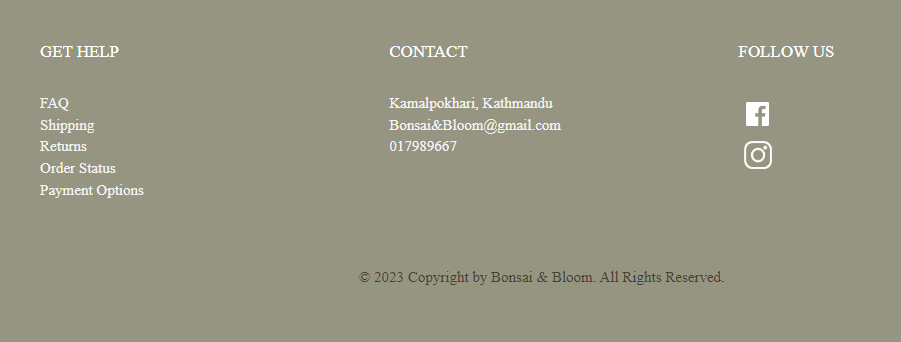 GET HELP
FAQ
Shipping
Returns
Order Status
Payment Options
CONTACT
Kamalpokhari, Kathmandu
Bonsai&Bloom@gmail.com
017989667
FOLLOW US
© 2023 Copyright by Bonsai & Bloom. All Rights Reserved.